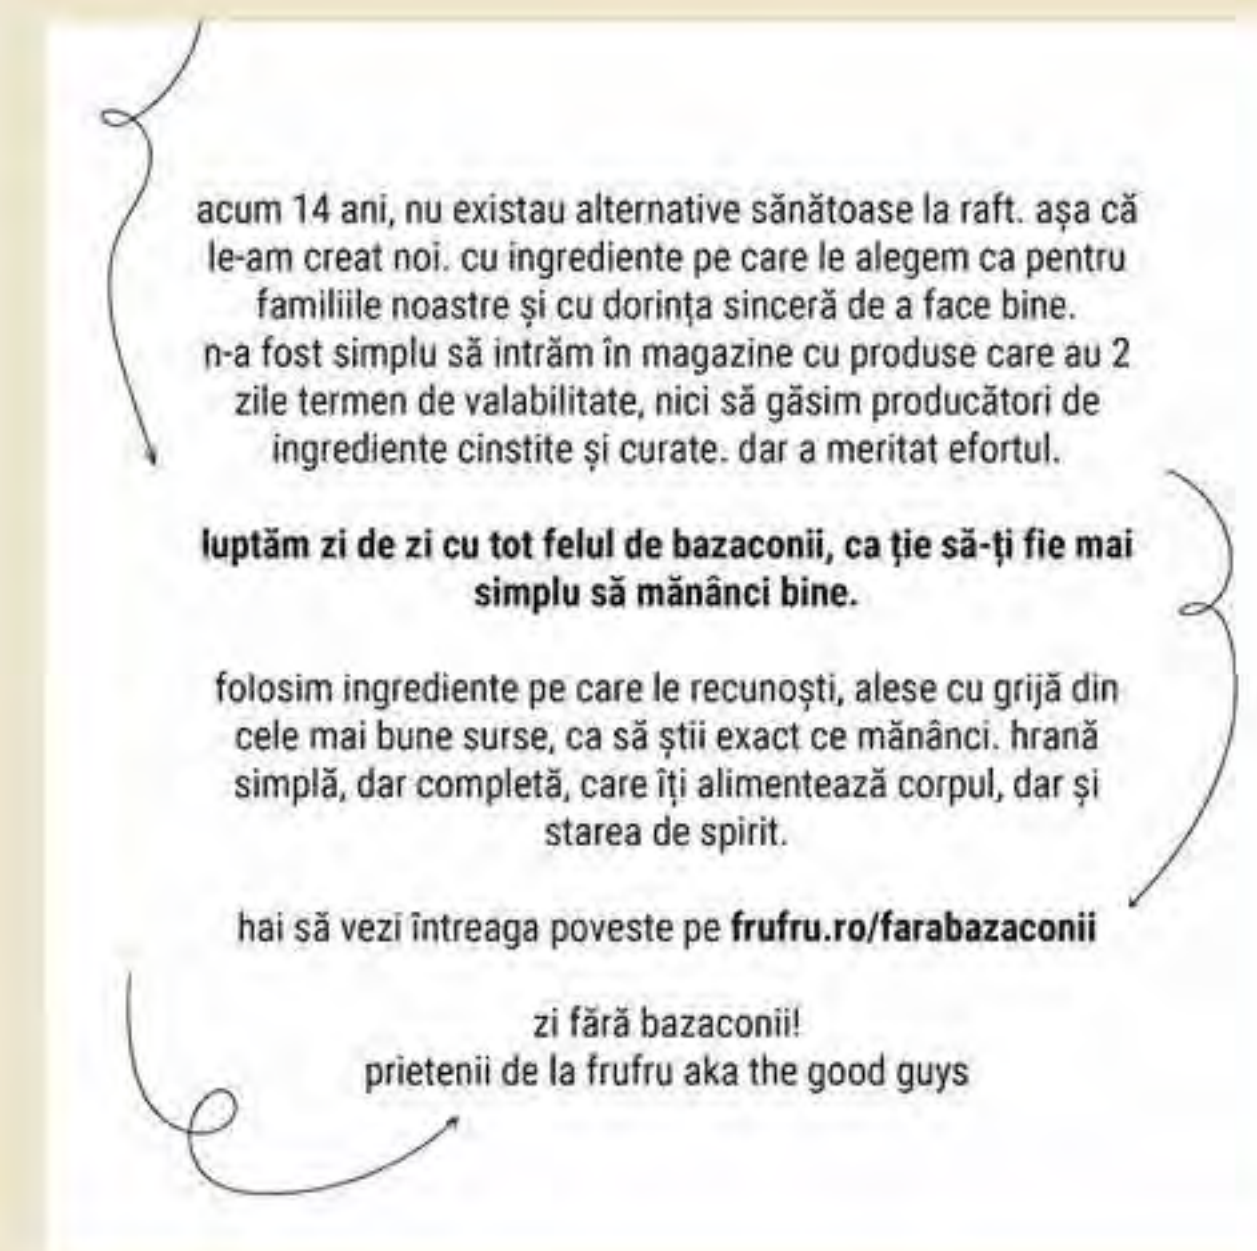 acum 14 ani, nu existau alternative sănătoase la raft. așa că
le-am creat noi. cu ingrediente pe care le alegem ca pentru
familiile noastre și cu dorința sinceră de a face bine.
n-a fost simplu să intrăm în magazine cu produse care au 2
zile termen de valabilitate, nici să găsim producători de
ingrediente cinstite și curate. dar a meritat efortul.
luptăm zi de zi cu tot felul de bazaconii, ca ție să-ți fie mai
simplu să mănânci bine.
folosim ingrediente pe care le recunoști, alese cu grijă din
cele mai bune surse, ca să știi exact ce mănânci. hrană
simplă, dar completă, care îți alimentează corpul, dar și
starea de spirit.
hai să vezi întreaga poveste pe frufru.ro/farabazaconii
zi fără bazaconii!
prietenii de la frufru aka the good guys